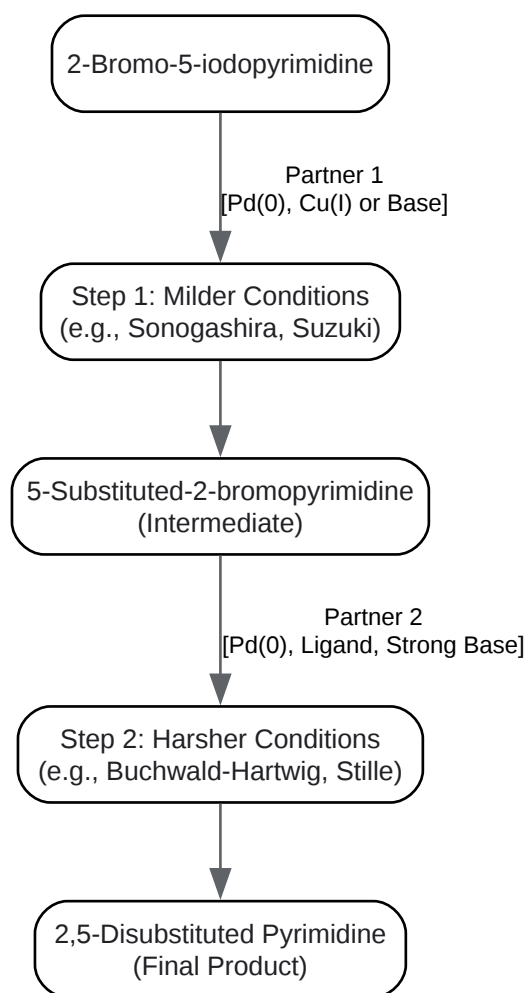 2-Bromo-5-iodopyrimidine
Partner 1
[Pd(0), Cu(I) or Base]
Step 1: Milder Conditions
(e.g., Sonogashira, Suzuki)
5-Substituted-2-bromopyrimidine
(Intermediate)
Partner 2
[Pd(0), Ligand, Strong Base]
Step 2: Harsher Conditions
(e.g., Buchwald-Hartwig, Stille)
2,5-Disubstituted Pyrimidine
(Final Product)